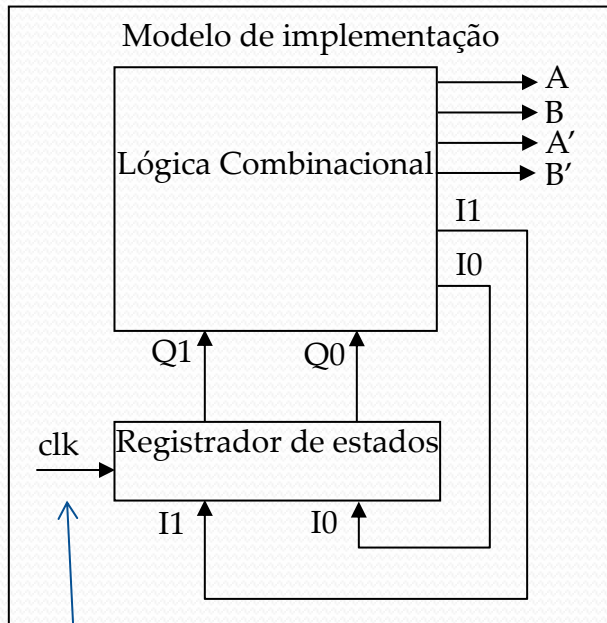 Modelo de implementação
A
B
Lógica Combinacional
A’
B’
I1
I0
Q1
Q0
clk
Registrador de estados
I1
I0